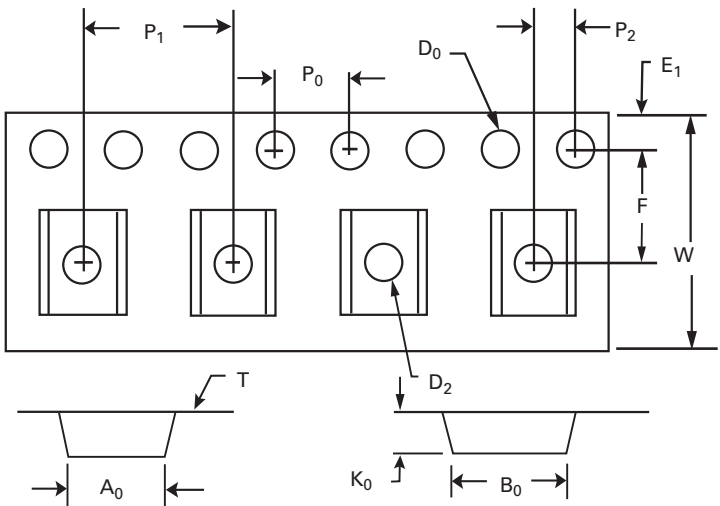 P₁
P₀
D₀
P₂
E₁
F
W
T
D₂
A₀
K₀
B₀